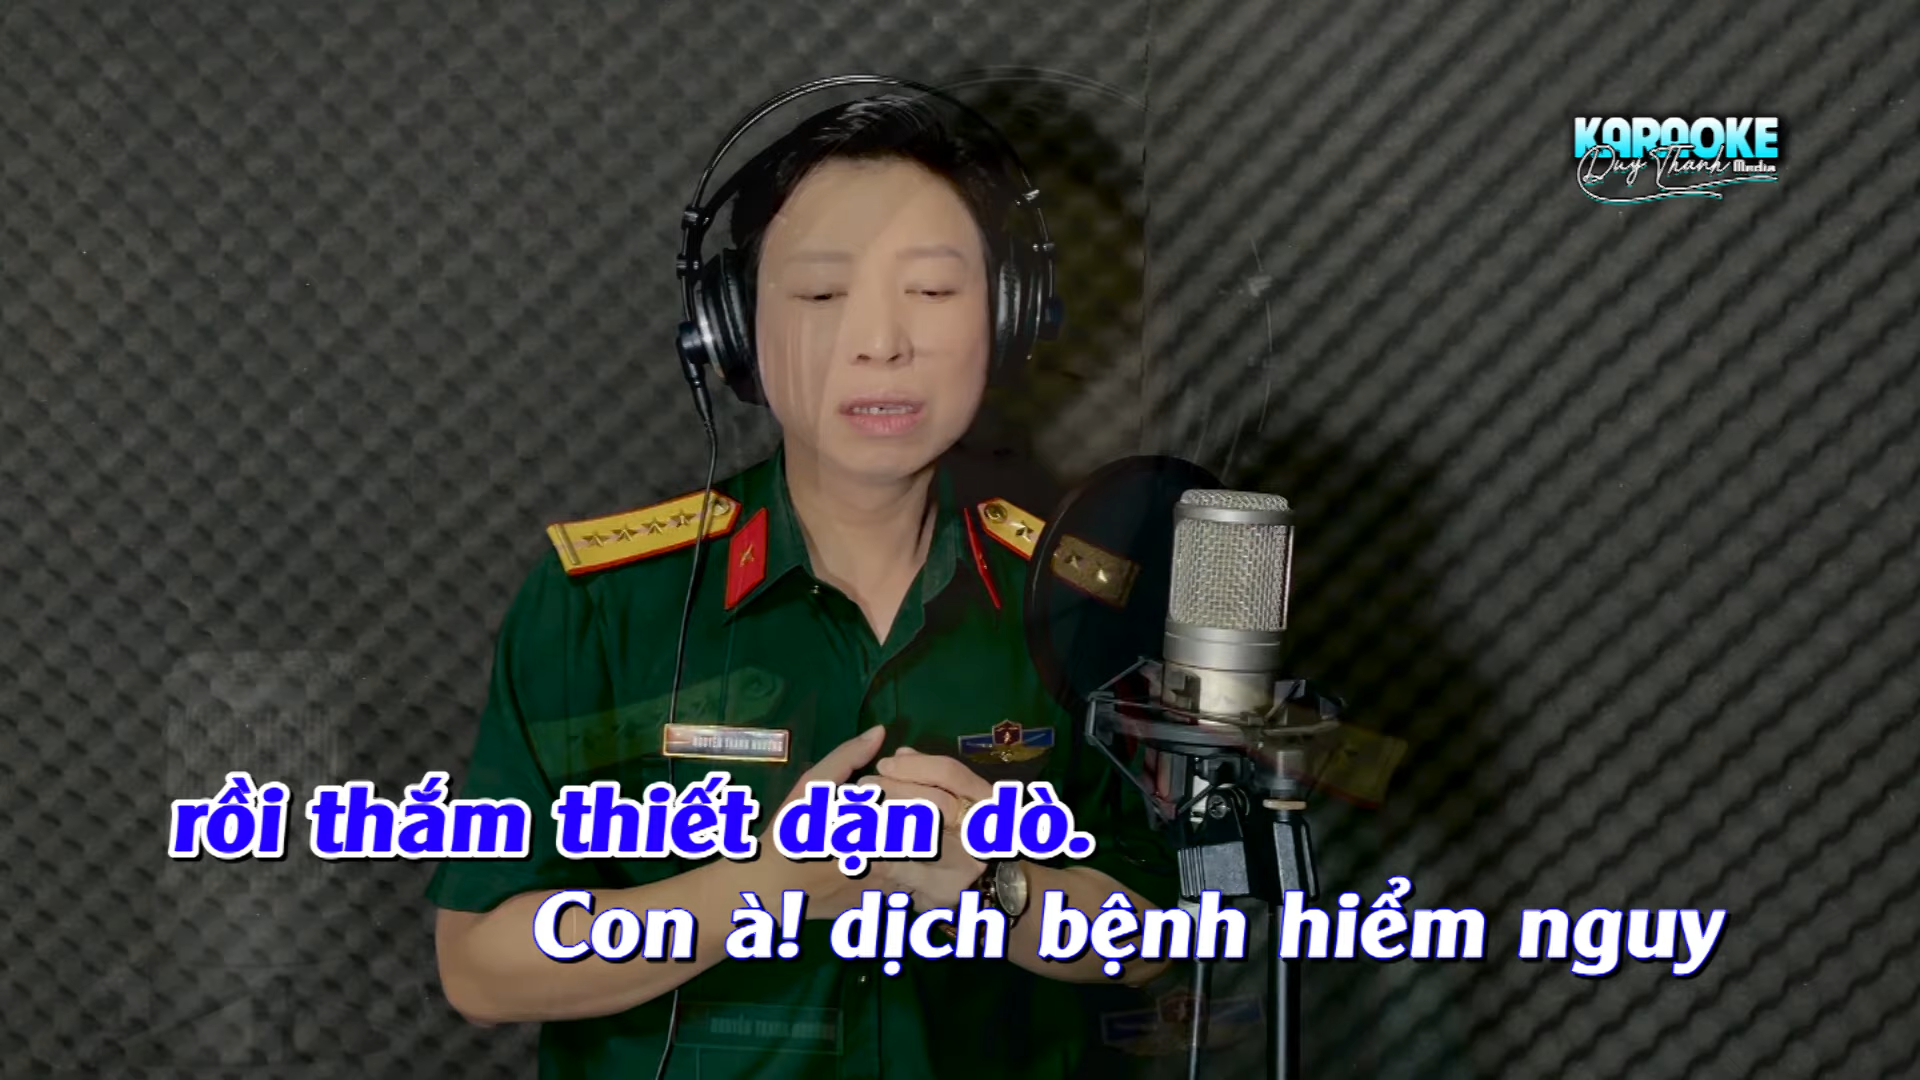 KARAOKE
Duy Thanh Media
rồi thắm thiết dặn dò.
Con à! dịch bệnh hiểm nguy